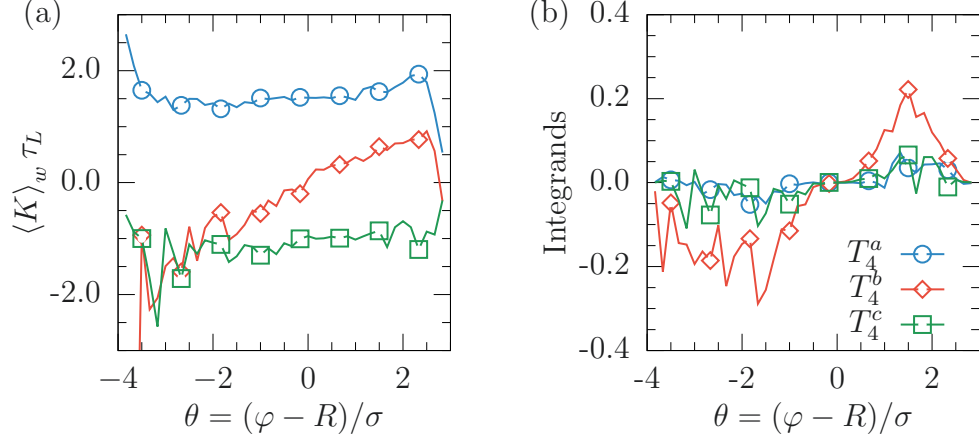 (a)
⟨K⟩_w τ_L
2.0
0.0
-2.0
−4
−2
0
2
θ = (φ − R)/σ
(b)
Integrands
0.4
0.2
0.0
-0.2
-0.4
-4
-2
0
2
θ = (φ − R)/σ
T_4^a
T_4^b
T_4^c